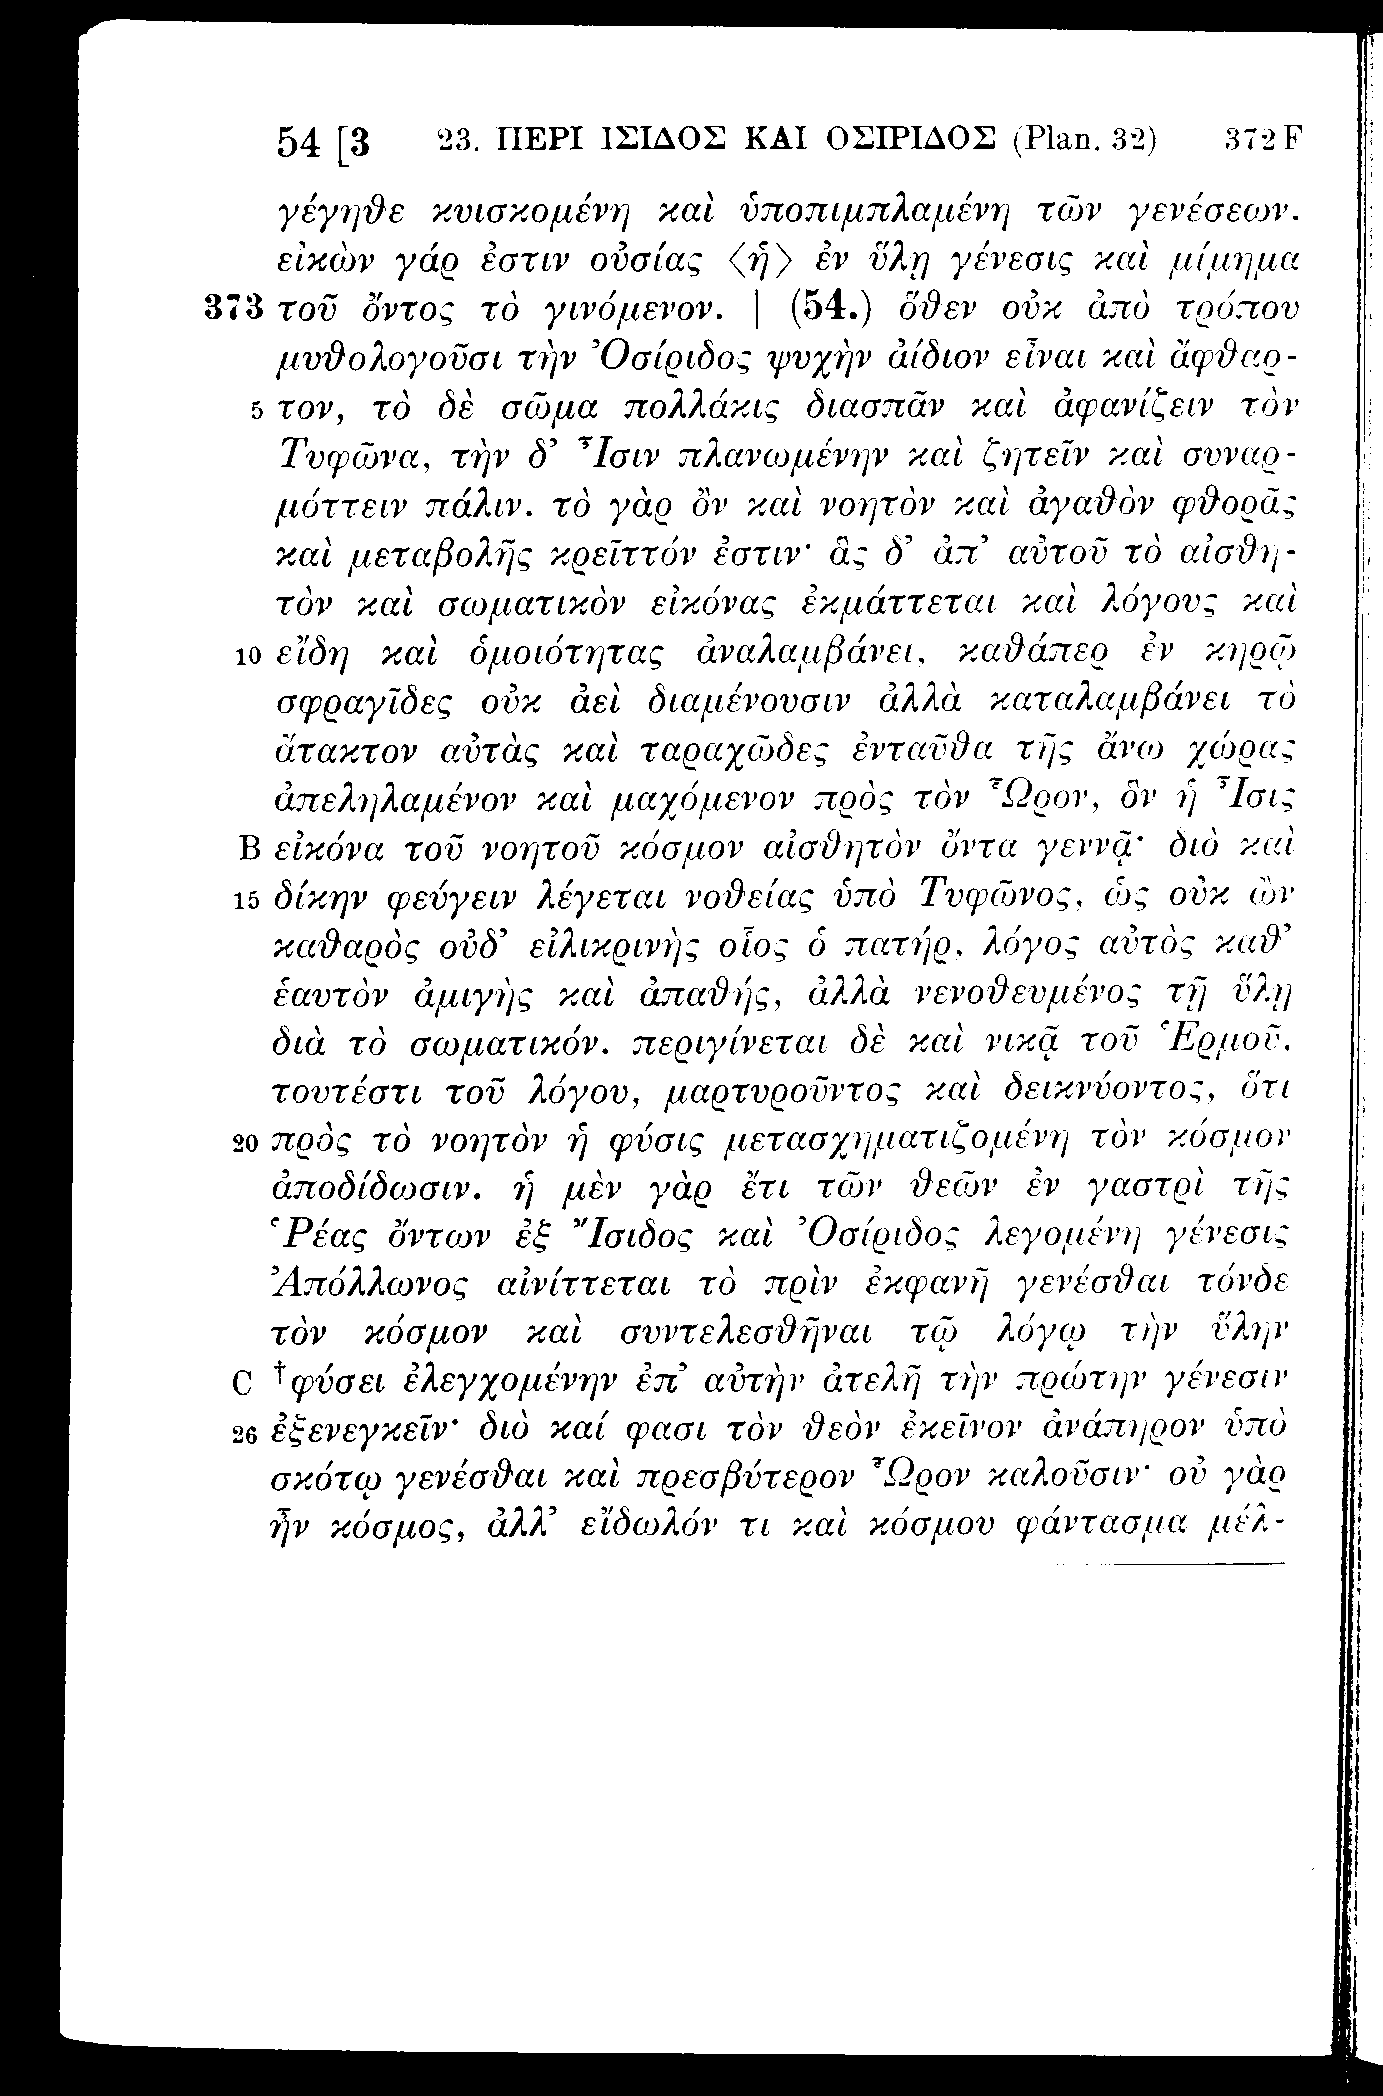 54 [3 23. ΠΕΡΙ ΙΣΙΔΟΣ ΚΑΙ ΟΣΙΡΙΔΟΣ (Plan. 32) 372 F
γέγηθε κυισκομένη καὶ ὑποπιμπλαμένη τῶν γενέσεων.
εἰκὼν γάρ ἐστιν οὐσίας ⟨ἡ⟩ ἐν ὕλῃ γένεσις καὶ μίμημα
373 τοῦ ὄντος τὸ γινόμενον. | (54.) ὅθεν οὐκ ἀπὸ τρόπου
μυθολογοῦσι τὴν Ὀσίριδος ψυχὴν ἀίδιον εἶναι καὶ ἄφθαρ-
5 τον, τὸ δὲ σῶμα πολλάκις διασπᾶν καὶ ἀφανίζειν τὸν
Τυφῶνα, τὴν δ’ Ἶσιν πλανωμένην καὶ ζητεῖν καὶ συναρ-
μόττειν πάλιν. τὸ γὰρ ὂν καὶ νοητὸν καὶ ἀγαθὸν φθορᾶς
καὶ μεταβολῆς κρεῖττόν ἐστιν· ἃς δ’ ἀπ’ αὐτοῦ τὸ αἰσθη-
τὸν καὶ σωματικὸν εἰκόνας ἐκμάττεται καὶ λόγους καὶ
10 εἴδη καὶ ὁμοιότητας ἀναλαμβάνει, καθάπερ ἐν κηρῷ
σφραγῖδες οὐκ ἀεὶ διαμένουσιν ἀλλὰ καταλαμβάνει τὸ
ἄτακτον αὐτὰς καὶ ταραχῶδες ἐνταῦθα τῆς ἄνω χώρας
ἀπεληλαμένον καὶ μαχόμενον πρὸς τὸν Ὧρον, ὃν ἡ Ἶσις
B εἰκόνα τοῦ νοητοῦ κόσμον αἰσθητὸν ὄντα γεννᾷ· διὸ καὶ
15 δίκην φεύγειν λέγεται νοθείας ὑπὸ Τυφῶνος, ὡς οὐκ ὢν
καθαρὸς οὐδ’ εἰλικρινὴς οἷος ὁ πατήρ, λόγος αὐτὸς καθ’
ἑαυτὸν ἀμιγὴς καὶ ἀπαθής, ἀλλὰ νενοθευμένος τῇ ὕλῃ
διὰ τὸ σωματικόν. περιγίνεται δὲ καὶ νικᾷ τοῦ Ἑρμοῦ,
τουτέστι τοῦ λόγου, μαρτυροῦντος καὶ δεικνύοντος, ὅτι
20 πρὸς τὸ νοητὸν ἡ φύσις μετασχηματιζομένη τὸν κόσμον
ἀποδίδωσιν. ἡ μὲν γὰρ ἔτι τῶν θεῶν ἐν γαστρὶ τῆς
Ῥέας ὄντων ἐξ Ἴσιδος καὶ Ὀσίριδος λεγομένη γένεσις
Ἀπόλλωνος αἰνίττεται τὸ πρὶν ἐκφανῆ γενέσθαι τόνδε
τὸν κόσμον καὶ συντελεσθῆναι τῷ λόγῳ τὴν ὕλην
C †φύσει ἐλεγχομένην ἐπ’ αὐτὴν ἀτελῆ τὴν πρώτην γένεσιν
26 ἐξενεγκεῖν· διὸ καί φασι τὸν θεὸν ἐκεῖνον ἀνάπηρον ὑπὸ
σκότῳ γενέσθαι καὶ πρεσβύτερον Ὧρον καλοῦσιν· οὐ γὰρ
ἦν κόσμος, ἀλλ’ εἴδωλόν τι καὶ κόσμου φάντασμα μέλ-